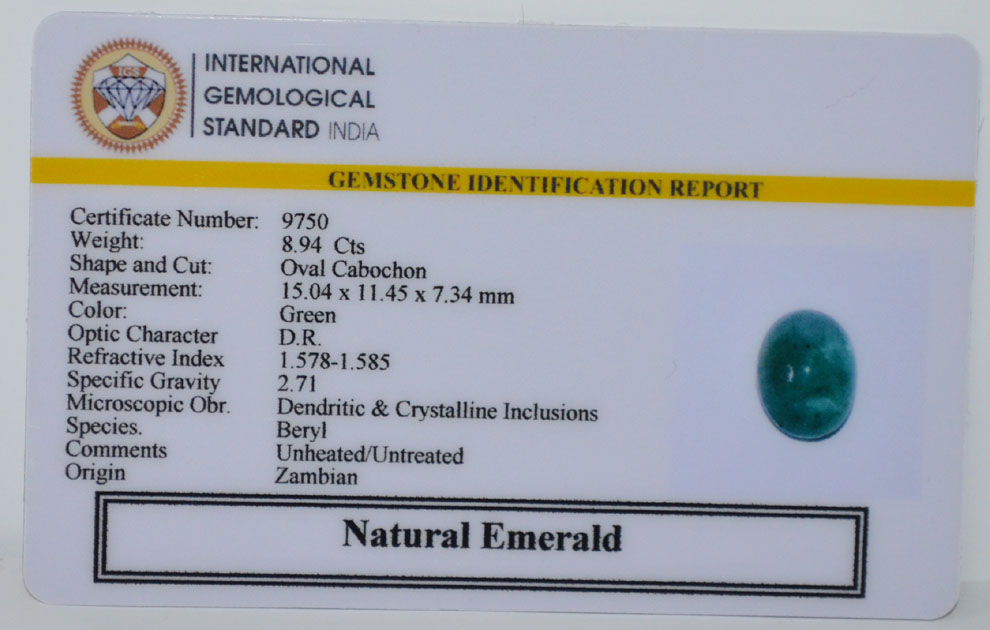 IGS
INTERNATIONAL
GEMOLOGICAL
STANDARD INDIA
GEMSTONE IDENTIFICATION REPORT
Certificate Number: 9750
Weight: 8.94 Cts
Shape and Cut: Oval Cabochon
Measurement: 15.04 x 11.45 x 7.34 mm
Color: Green
Optic Character D.R.
Refractive Index 1.578-1.585
Specific Gravity 2.71
Microscopic Obr. Dendritic & Crystalline Inclusions
Species. Beryl
Comments Unheated/Untreated
Origin Zambian
Natural Emerald